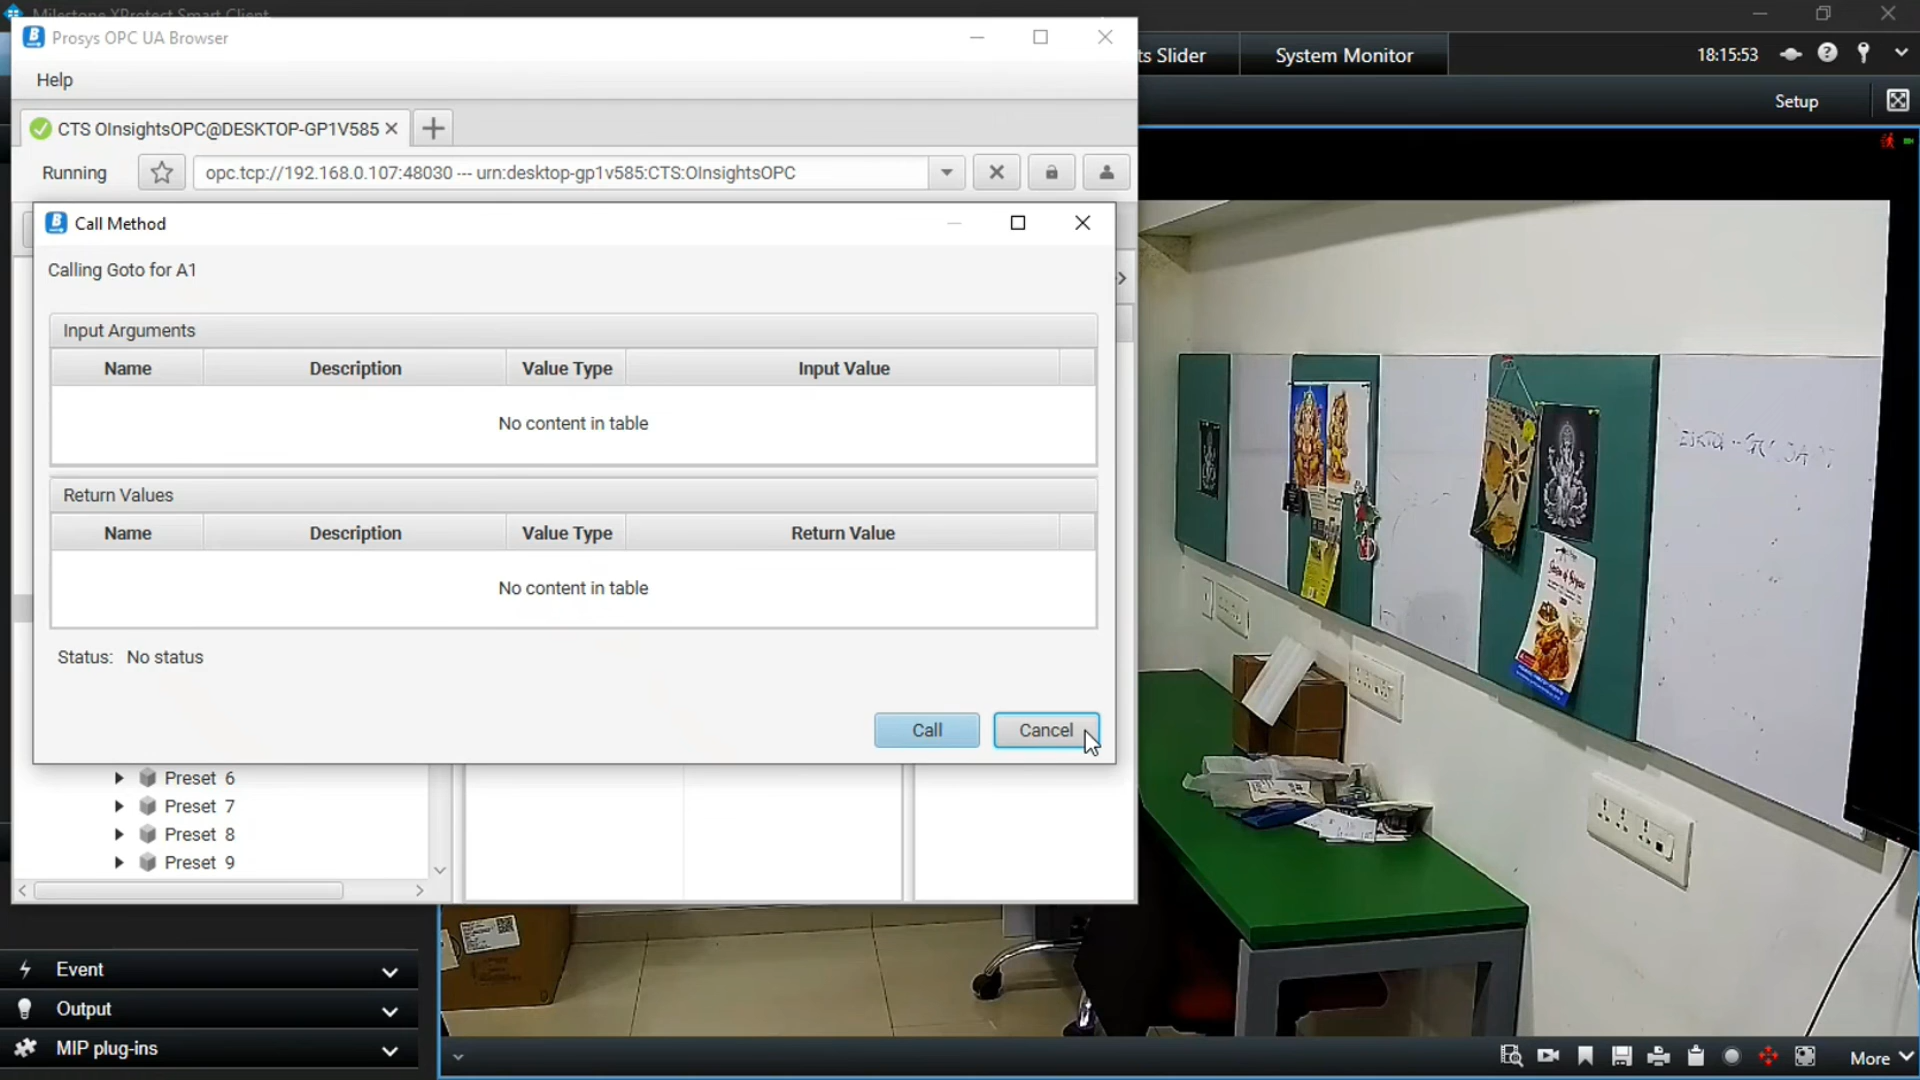 Milestone XProtect Smart Client
Prosys OPC UA Browser
Help
CTS OInsightsOPC@DESKTOP-GP1V585
Running
opc.tcp://192.168.0.107:48030 --- urn:desktop-gp1v585:CTS:OInsightsOPC
ts Slider
System Monitor
18:15:53
Setup
Call Method
Calling Goto for A1
Input Arguments
Name Description Value Type Input Value
No content in table
Return Values
Name Description Value Type Return Value
No content in table
Status: No status
Call
Cancel
Preset 6
Preset 7
Preset 8
Preset 9
Event
Output
MIP plug-ins
More